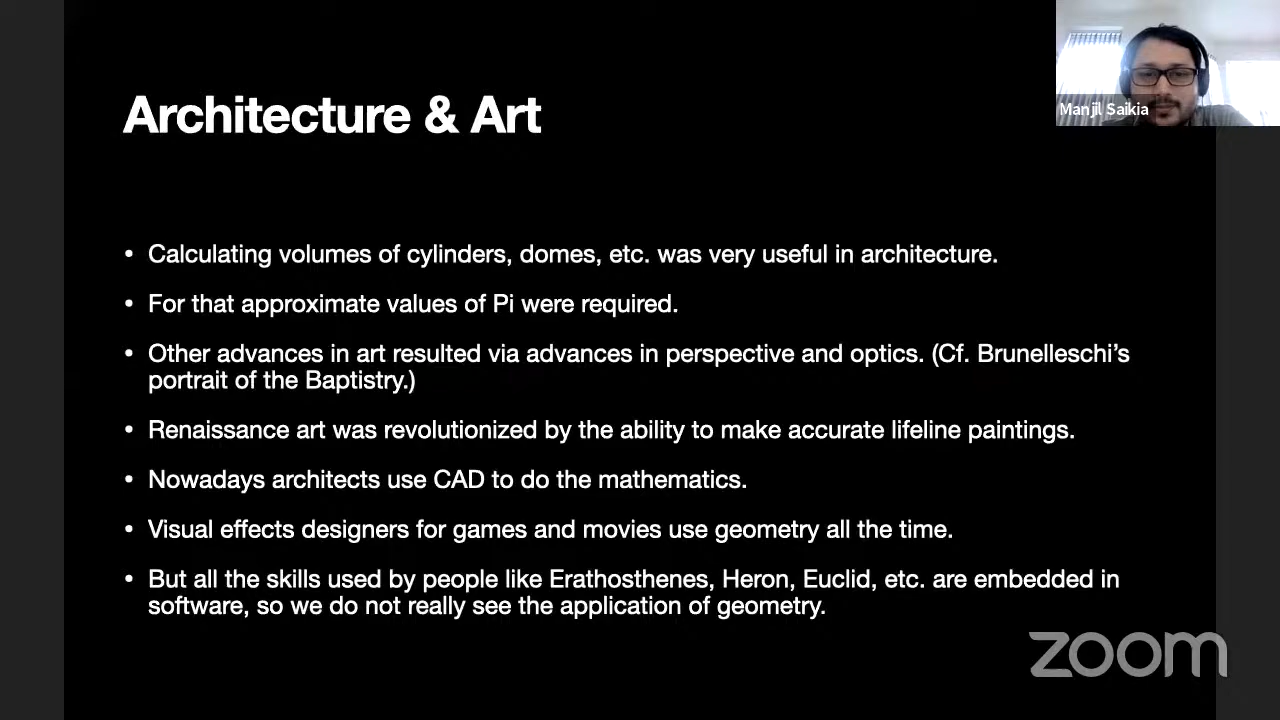 Architecture & Art
Manjil Saikia
• Calculating volumes of cylinders, domes, etc. was very useful in architecture.
• For that approximate values of Pi were required.
• Other advances in art resulted via advances in perspective and optics. (Cf. Brunelleschi’s
portrait of the Baptistry.)
• Renaissance art was revolutionized by the ability to make accurate lifeline paintings.
• Nowadays architects use CAD to do the mathematics.
• Visual effects designers for games and movies use geometry all the time.
• But all the skills used by people like Erathosthenes, Heron, Euclid, etc. are embedded in
software, so we do not really see the application of geometry.
zoom